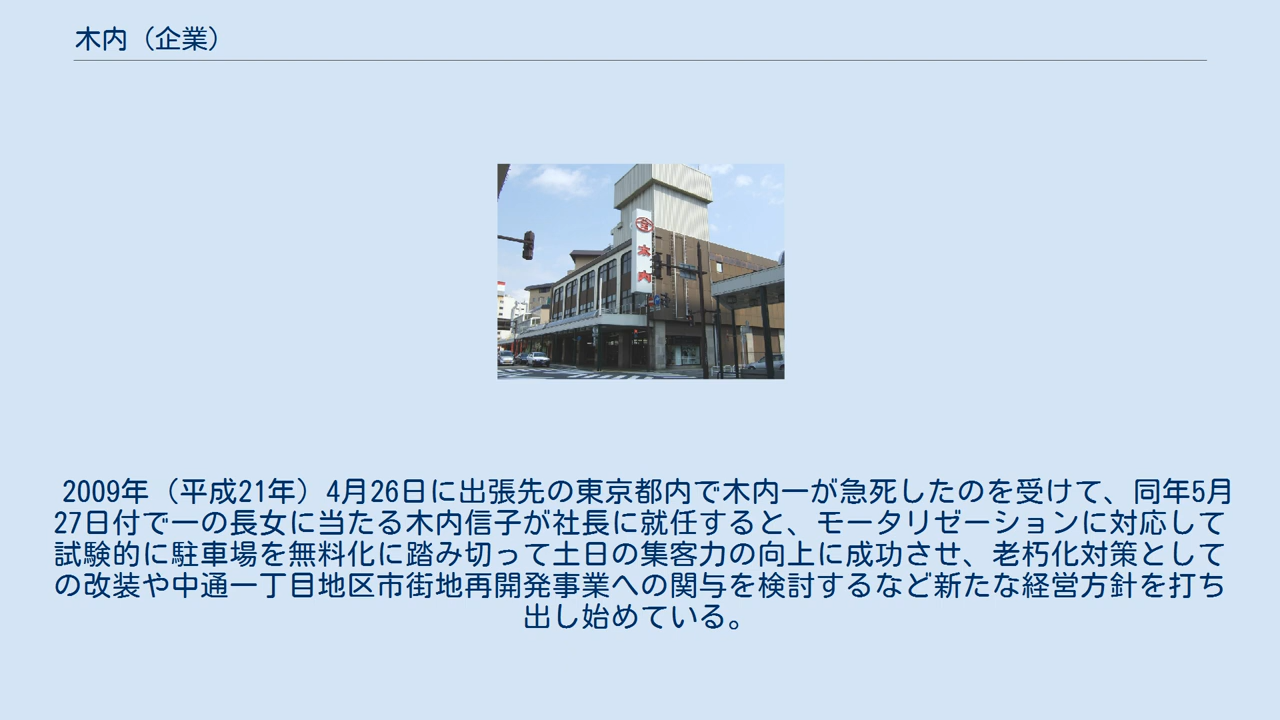 木内（企業）
木内
2009年（平成21年）4月26日に出張先の東京都内で木内一が急死したのを受けて、同年5月
27日付で一の長女に当たる木内信子が社長に就任すると、モータリゼーションに対応して
試験的に駐車場を無料化に踏み切って土日の集客力の向上に成功させ、老朽化対策として
の改装や中通一丁目地区市街地再開発事業への関与を検討するなど新たな経営方針を打ち
出し始めている。